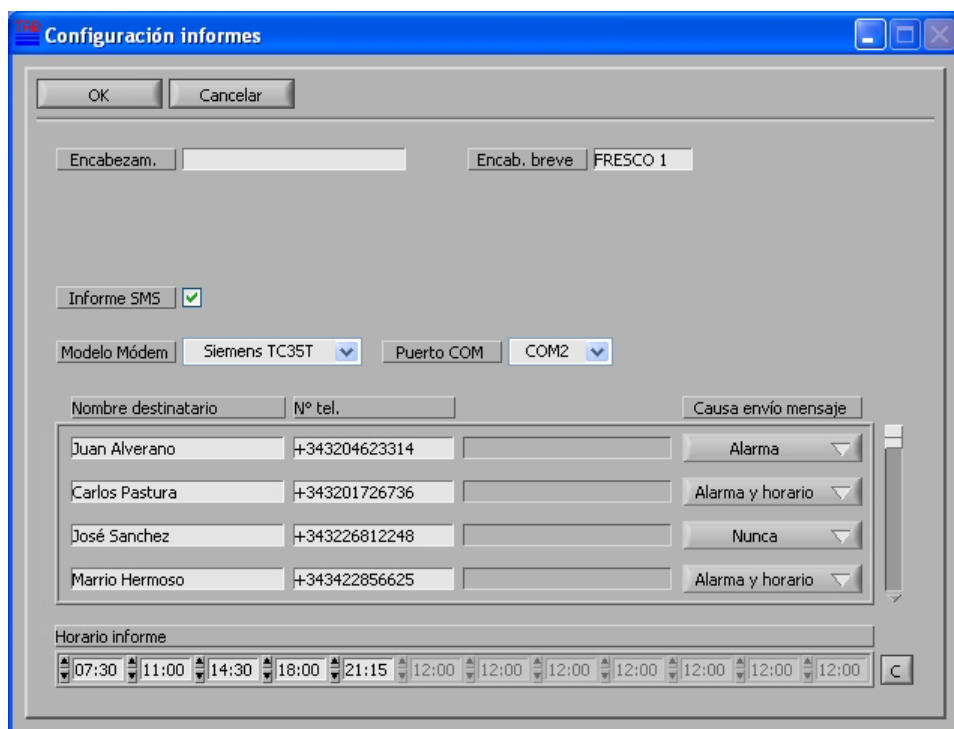 TAB
Configuración informes
OK Cancelar
Encabezam. Encab. breve FRESCO 1
Informe SMS
Modelo Módem Siemens TC35T Puerto COM COM2
Nombre destinatario Nº tel. Causa envío mensaje
Juan Alverano +343204623314 Alarma
Carlos Pastura +343201726736 Alarma y horario
José Sanchez +343226812248 Nunca
Marrio Hermoso +343422856625 Alarma y horario
Horario informe
07:30 11:00 14:30 18:00 21:15 12:00 12:00 12:00 12:00 12:00 12:00 12:00 C